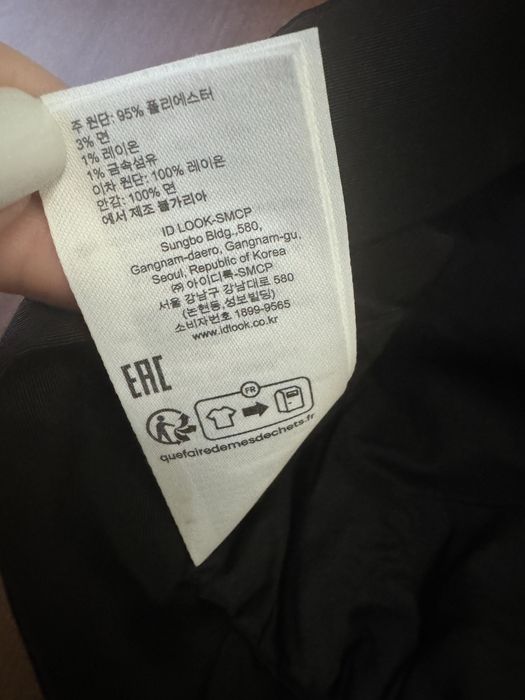 주 원단: 95% 폴리에스터
3% 면
1% 레이온
1% 금속섬유
이차 원단: 100% 레이온
안감: 100% 면
에서 제조 불가리아
ID LOOK-SMCP
Sungbo Bldg.,580,
Gangnam-daero, Gangnam-gu,
Seoul, Republic of Korea
㈜ 아이디룩-SMCP
서울 강남구 강남대로 580
(논현동,성보빌딩)
소비자번호 1899-9565
www.idlook.co.kr
EAC
FR
quefairedemesdechets.fr